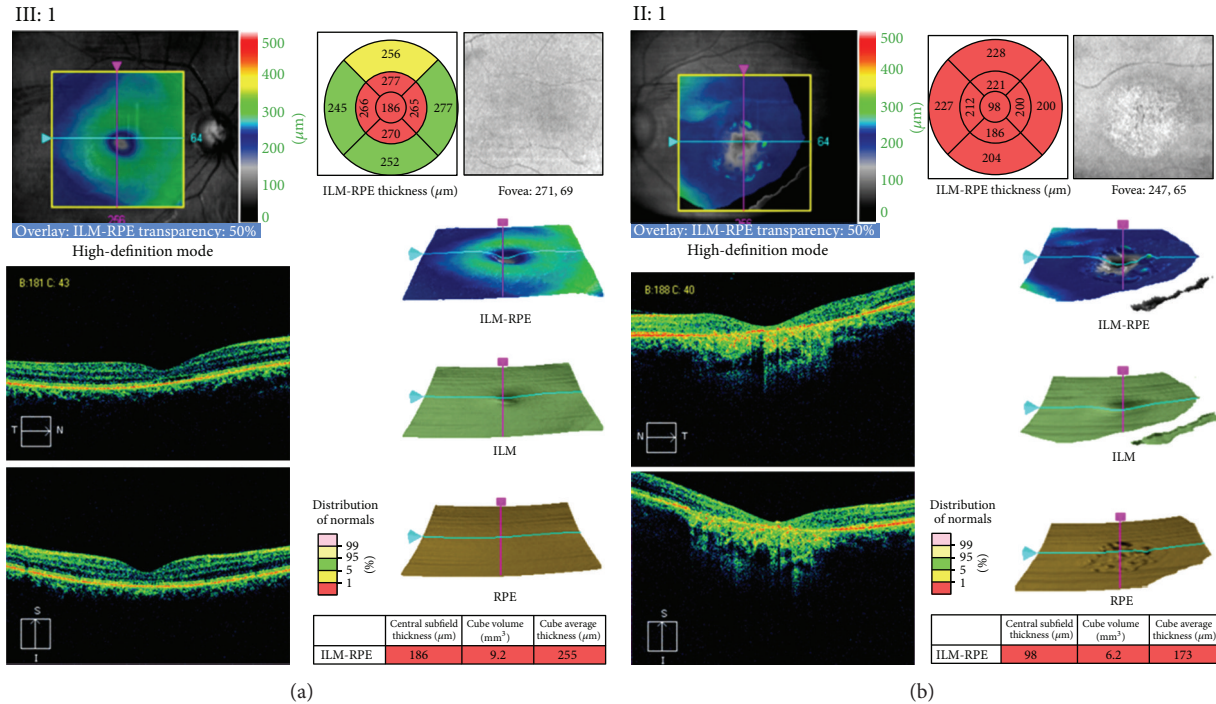 III: 1
500
400
300
200
100
0
(μm)
64
256
Overlay: ILM-RPE transparency: 50%
High-definition mode
256
277
245
266
186
265
277
270
252
ILM-RPE thickness (μm)
Fovea: 271, 69
ILM-RPE
ILM
RPE
B:181 C: 43
T N
S
I
Distribution
of normals
99
95
5
1
(%)
Central subfield thickness (μm) Cube volume (mm³) Cube average thickness (μm)
ILM-RPE 186 9.2 255
(a)
II: 1
500
400
300
200
100
0
(μm)
64
Overlay: ILM-RPE transparency: 50%
High-definition mode
228
221
227
212
98
200
200
186
204
ILM-RPE thickness (μm)
Fovea: 247, 65
ILM-RPE
ILM
RPE
B:188 C: 40
N T
S
I
Distribution
of normals
99
95
5
1
(%)
Central subfield thickness (μm) Cube volume (mm³) Cube average thickness (μm)
ILM-RPE 98 6.2 173
(b)